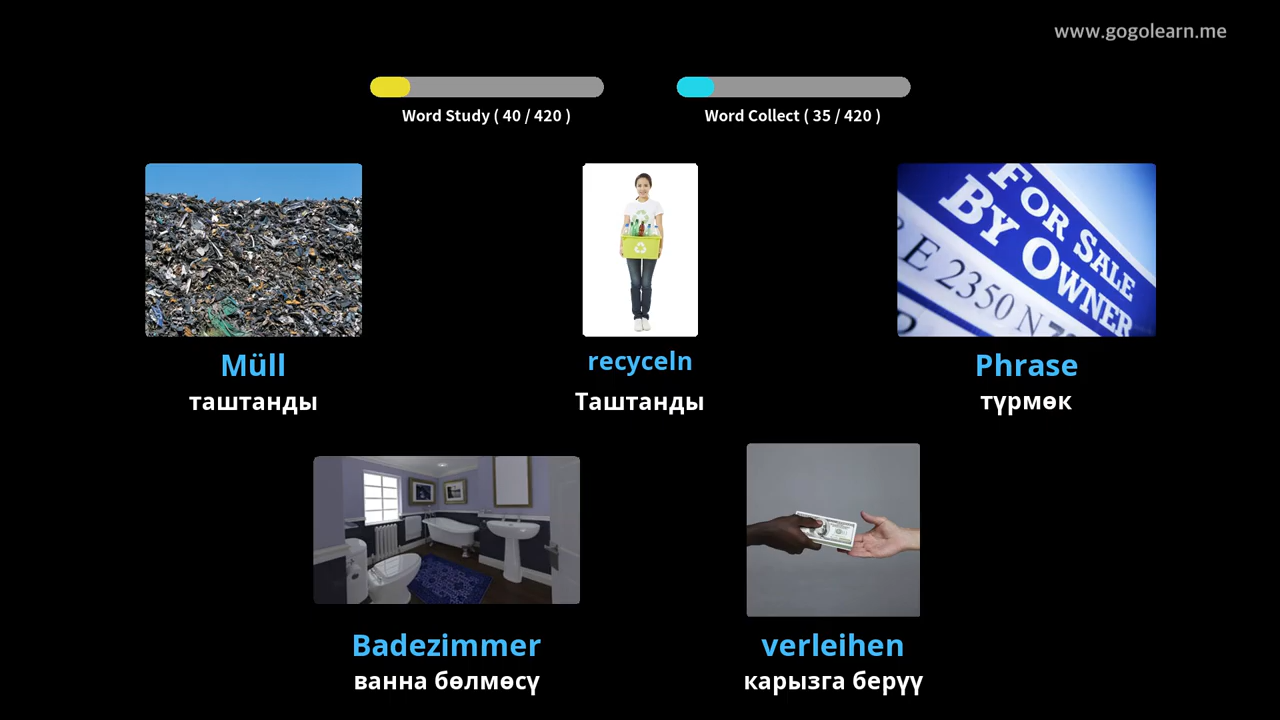 www.gogolearn.me
Word Study ( 40 / 420 )
Word Collect ( 35 / 420 )
FOR SALE
BY OWNER
E 2350 N
Müll
таштанды
recyceln
Таштанды
Phrase
түрмөк
Badezimmer
ванна бөлмөсү
verleihen
карызга берүү